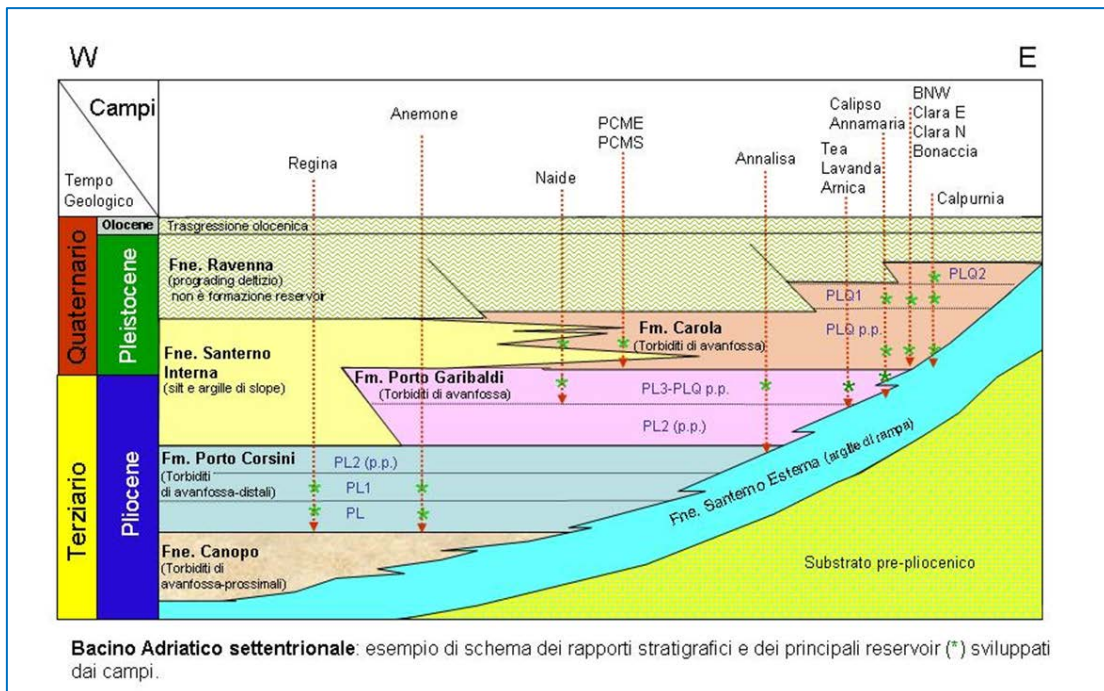 W
E
Campi
Tempo
Geologico
Regina
Anemone
Naide
PCME
PCMS
Annalisa
Calipso
Annamaria
Tea
Lavanda
Arnica
BNW
Clara E
Clara N
Bonaccia
Calpurnia
Quaternario
Terziario
Olocene
Pleistocene
Pliocene
Trasgressione olocenica
Fne. Ravenna
(prograding deltizio)
non è formazione reservoir
PLQ2
PLQ1
PLQ p.p.
Fm. Carola
(Torbiditi di avanfossa)
Fne. Santerno
Interna
(silt e argille di slope)
Fm. Porto Garibaldi
(Torbiditi di avanfossa)
PL3-PLQ p.p.
PL2 (p.p.)
Fm. Porto Corsini
(Torbiditi
di avanfossa-distali)
PL2 (p.p.)
PL1
PL
Fne. Santerno Esterna (argille di rampa)
Fne. Canopo
(Torbiditi di
avanfossa-prossimali)
Substrato pre-pliocenico
Bacino Adriatico settentrionale: esempio di schema dei rapporti stratigrafici e dei principali reservoir (*) sviluppati
dai campi.